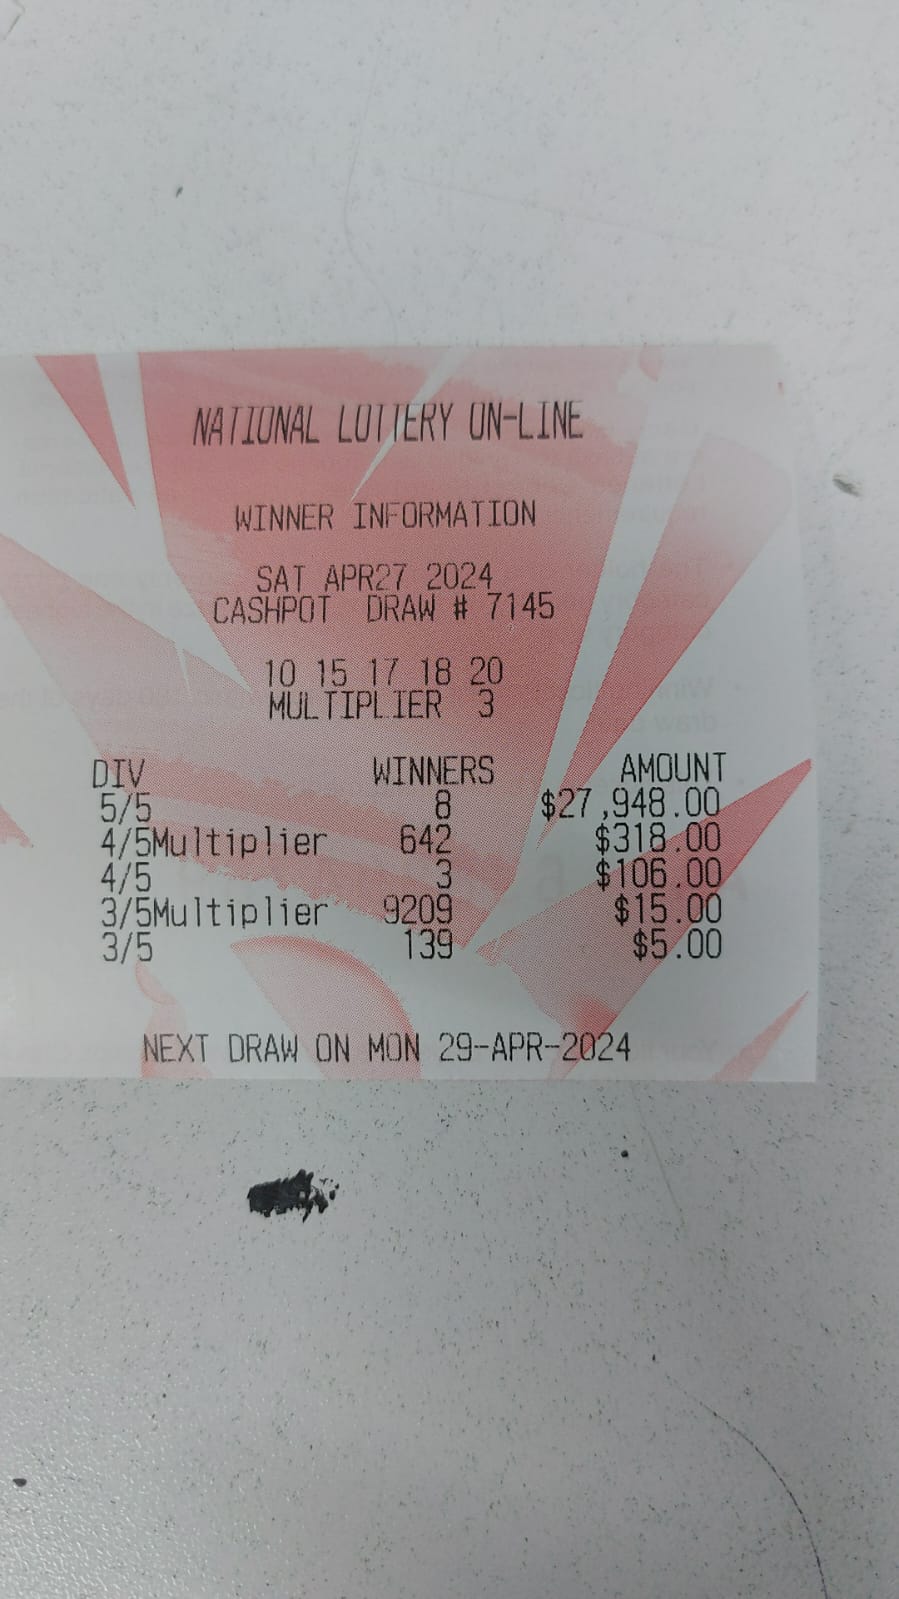 NATIONAL LOTTERY ON-LINE
WINNER INFORMATION
SAT APR27 2024
CASHPOT DRAW # 7145
10 15 17 18 20
MULTIPLIER 3
DIV WINNERS AMOUNT
5/5 8 $27,948.00
4/5Multiplier 642 $318.00
4/5 3 $106.00
3/5Multiplier 9209 $15.00
3/5 139 $5.00
NEXT DRAW ON MON 29-APR-2024